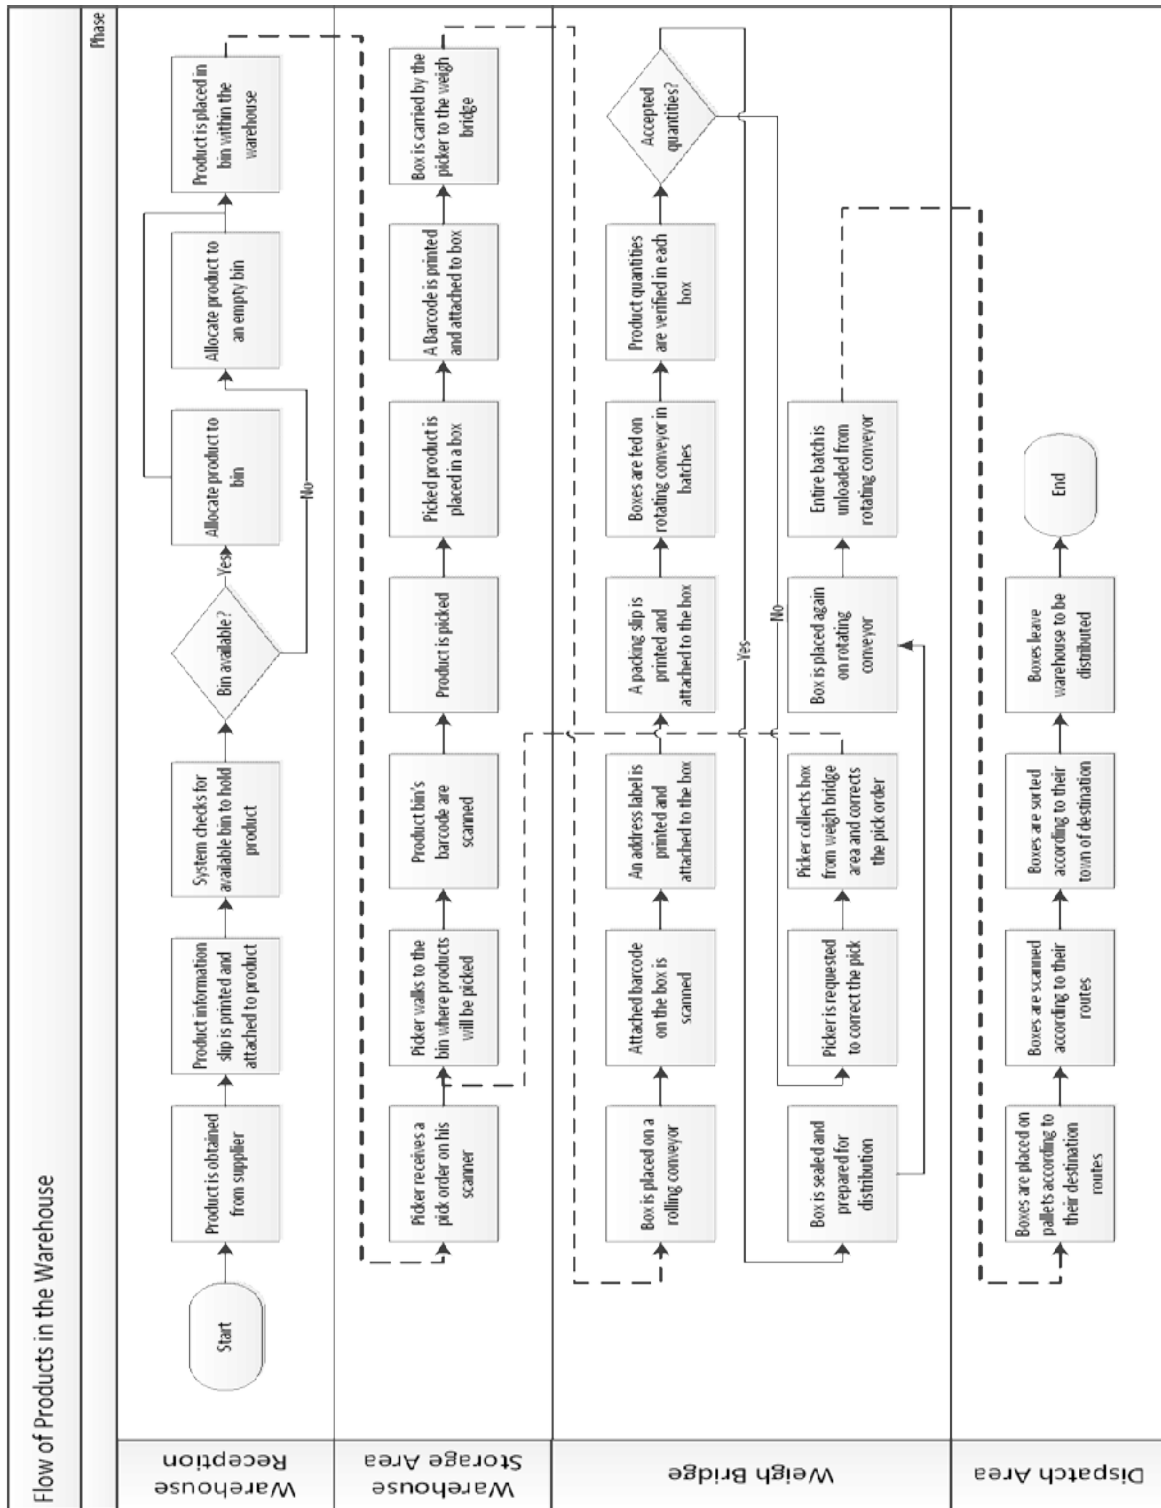 Flow of Products in the Warehouse
Phase
Warehouse
Reception
Start
Product is obtained
from supplier
Product information
slip is printed and
attached to product
System checks for
available bin to hold
product
Bin available?
Yes
No
Allocate product to
bin
Allocate product to
an empty bin
Product is placed in
bin within the
warehouse
Warehouse
Storage Area
Picker receives a
pick order on his
scanner
Picker walks to the
bin where products
will be picked
Product bin's
barcode are
scanned
Product is picked
Picked product is
placed in a box
A Barcode is printed
and attached to box
Box is carried by the
picker to the weigh
bridge
Weigh Bridge
Box is placed on a
rolling conveyor
Attached barcode
on the box is
scanned
An address label is
printed and
attached to the box
A packing slip is
printed and
attached to the box
Boxes are fed on
rotating conveyor in
batches
Product quantities
are verified in each
box
Accepted
quantities?
Yes
No
Box is sealed and
prepared for
distribution
Picker is requested
to correct the pick
Picker collects box
from weigh bridge
area and corrects
the pick order
Box is placed again
on rotating
conveyor
Entire batch is
unloaded from
rotating conveyor
Dispatch Area
Boxes are placed on
pallets according to
their destination
routes
Boxes are scanned
according to their
routes
Boxes are sorted
according to their
town of destination
Boxes leave
warehouse to be
distributed
End